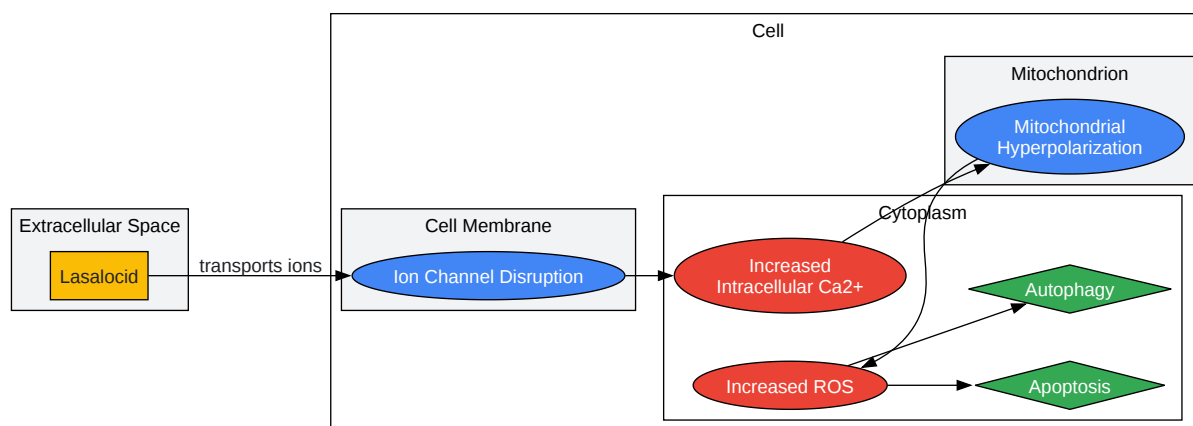 Cell
Mitochondrion
Mitochondrial
Hyperpolarization
Extracellular Space
Lasalocid
transports ions
Cell Membrane
Ion Channel Disruption
Cytoplasm
Increased
Intracellular Ca2+
Autophagy
Increased ROS
Apoptosis